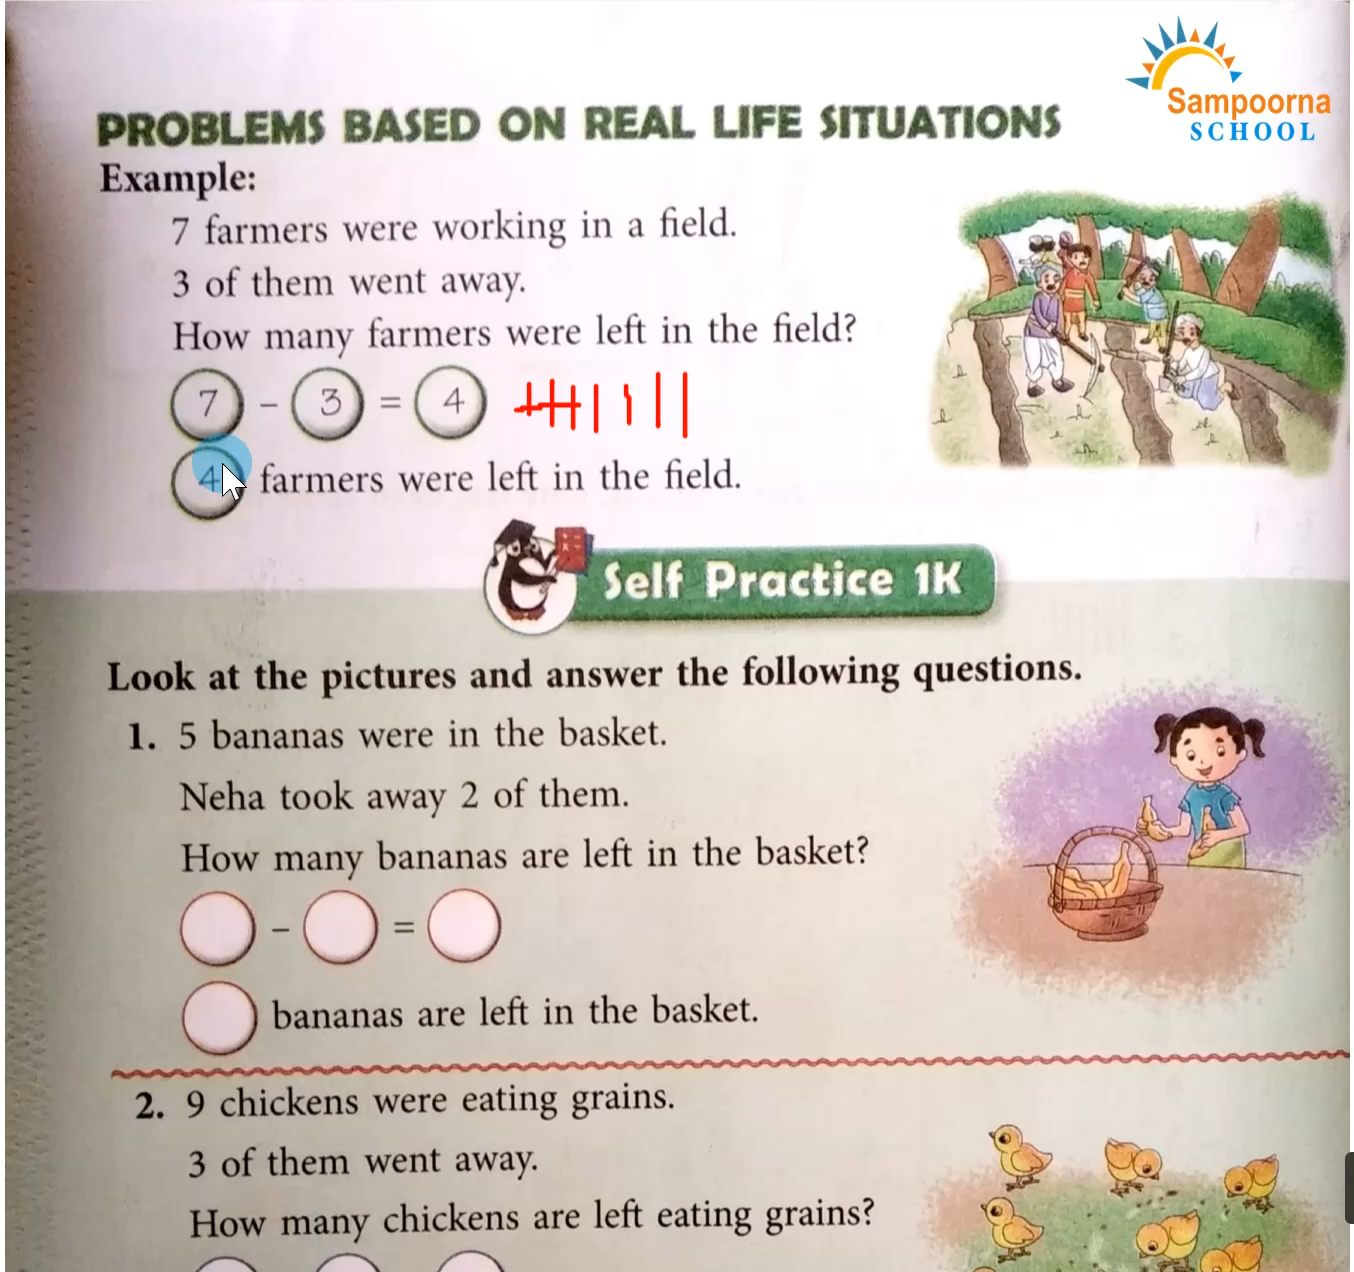 Sampoorna
SCHOOL
PROBLEMS BASED ON REAL LIFE SITUATIONS
Example:
7 farmers were working in a field.
3 of them went away.
How many farmers were left in the field?
7 - 3 = 4
4 farmers were left in the field.
Self Practice 1K
Look at the pictures and answer the following questions.
1. 5 bananas were in the basket.
Neha took away 2 of them.
How many bananas are left in the basket?
- =
bananas are left in the basket.
2. 9 chickens were eating grains.
3 of them went away.
How many chickens are left eating grains?